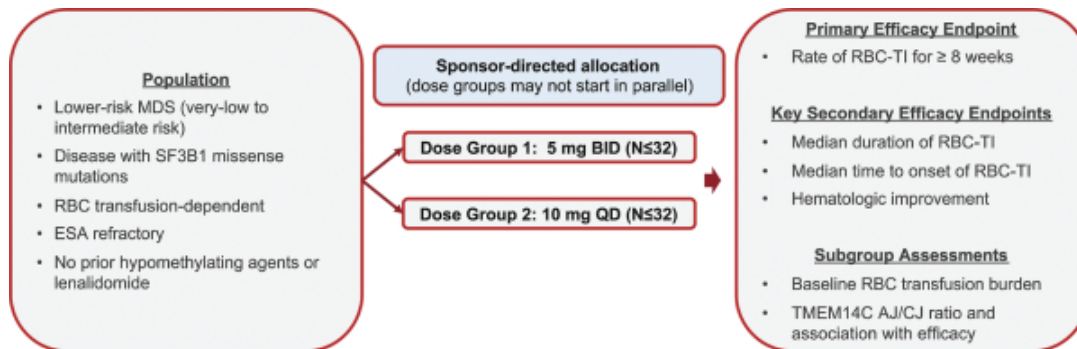 Population
• Lower-risk MDS (very-low to
intermediate risk)
• Disease with SF3B1 missense
mutations
• RBC transfusion-dependent
• ESA refractory
• No prior hypomethylating agents or
lenalidomide
Sponsor-directed allocation
(dose groups may not start in parallel)
Dose Group 1: 5 mg BID (N≤32)
Dose Group 2: 10 mg QD (N≤32)
Primary Efficacy Endpoint
• Rate of RBC-TI for ≥ 8 weeks
Key Secondary Efficacy Endpoints
• Median duration of RBC-TI
• Median time to onset of RBC-TI
• Hematologic improvement
Subgroup Assessments
• Baseline RBC transfusion burden
• TMEM14C AJ/CJ ratio and
association with efficacy